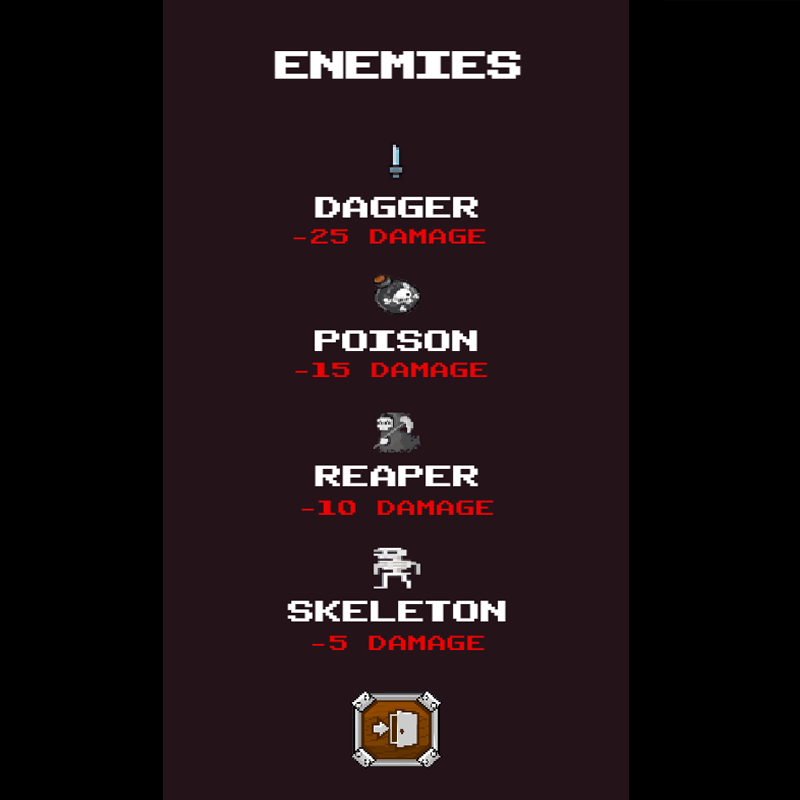 ENEMIES
DAGGER
-25 DAMAGE
POISON
-15 DAMAGE
REAPER
-10 DAMAGE
SKELETON
-5 DAMAGE